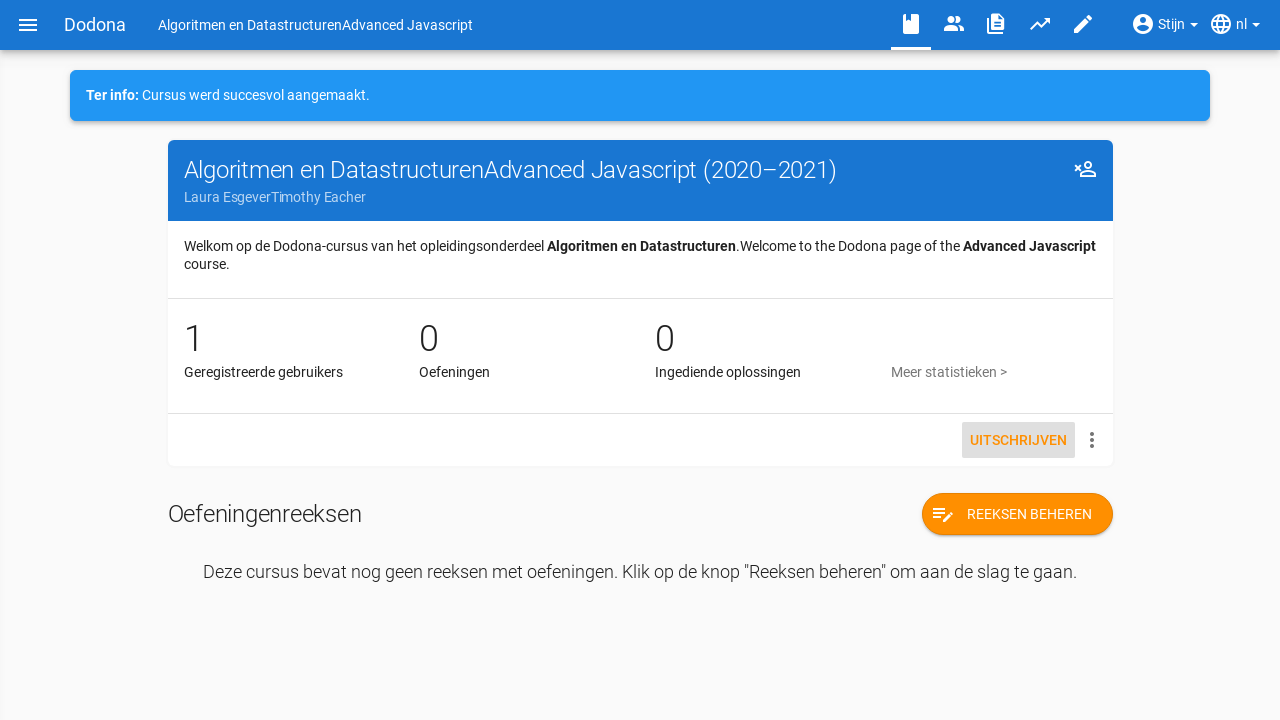 Dodona Algoritmen en DatastructurenAdvanced Javascript Stijn nl
Ter info: Cursus werd succesvol aangemaakt.
Algoritmen en DatastructurenAdvanced Javascript (2020–2021)
Laura EsgeverTimothy Eacher
Welkom op de Dodona-cursus van het opleidingsonderdeel Algoritmen en Datastructuren.Welcome to the Dodona page of the Advanced Javascript
course.
1 0 0
Geregistreerde gebruikers Oefeningen Ingediende oplossingen Meer statistieken >
UITSCHRIJVEN
Oefeningenreeksen REEKSEN BEHEREN
Deze cursus bevat nog geen reeksen met oefeningen. Klik op de knop "Reeksen beheren" om aan de slag te gaan.